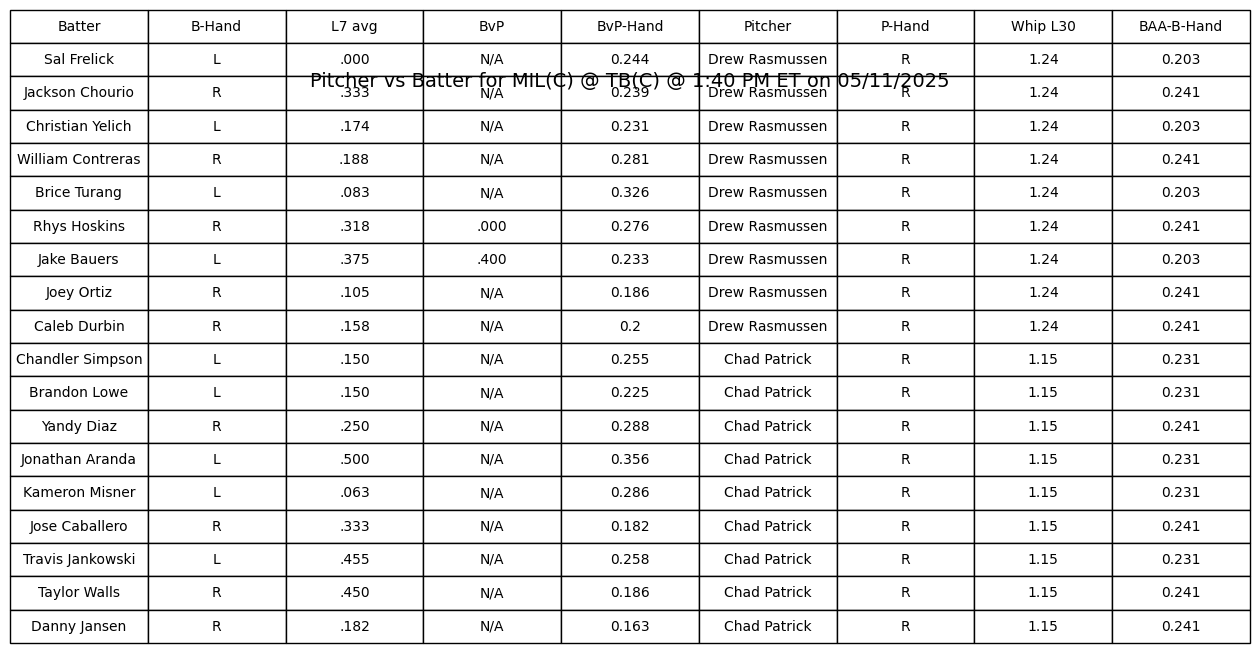 Batter B-Hand L7 avg BvP BvP-Hand Pitcher P-Hand Whip L30 BAA-B-Hand
Sal Frelick L .000 N/A 0.244 Drew Rasmussen R 1.24 0.203
Pitcher vs Batter for MIL(C) @ TB(C) @ 1:40 PM ET on 05/11/2025
Jackson Chourio R .333 N/A 0.239 Drew Rasmussen R 1.24 0.241
Christian Yelich L .174 N/A 0.231 Drew Rasmussen R 1.24 0.203
William Contreras R .188 N/A 0.281 Drew Rasmussen R 1.24 0.241
Brice Turang L .083 N/A 0.326 Drew Rasmussen R 1.24 0.203
Rhys Hoskins R .318 .000 0.276 Drew Rasmussen R 1.24 0.241
Jake Bauers L .375 .400 0.233 Drew Rasmussen R 1.24 0.203
Joey Ortiz R .105 N/A 0.186 Drew Rasmussen R 1.24 0.241
Caleb Durbin R .158 N/A 0.2 Drew Rasmussen R 1.24 0.241
Chandler Simpson L .150 N/A 0.255 Chad Patrick R 1.15 0.231
Brandon Lowe L .150 N/A 0.225 Chad Patrick R 1.15 0.231
Yandy Diaz R .250 N/A 0.288 Chad Patrick R 1.15 0.241
Jonathan Aranda L .500 N/A 0.356 Chad Patrick R 1.15 0.231
Kameron Misner L .063 N/A 0.286 Chad Patrick R 1.15 0.231
Jose Caballero R .333 N/A 0.182 Chad Patrick R 1.15 0.241
Travis Jankowski L .455 N/A 0.258 Chad Patrick R 1.15 0.231
Taylor Walls R .450 N/A 0.186 Chad Patrick R 1.15 0.241
Danny Jansen R .182 N/A 0.163 Chad Patrick R 1.15 0.241